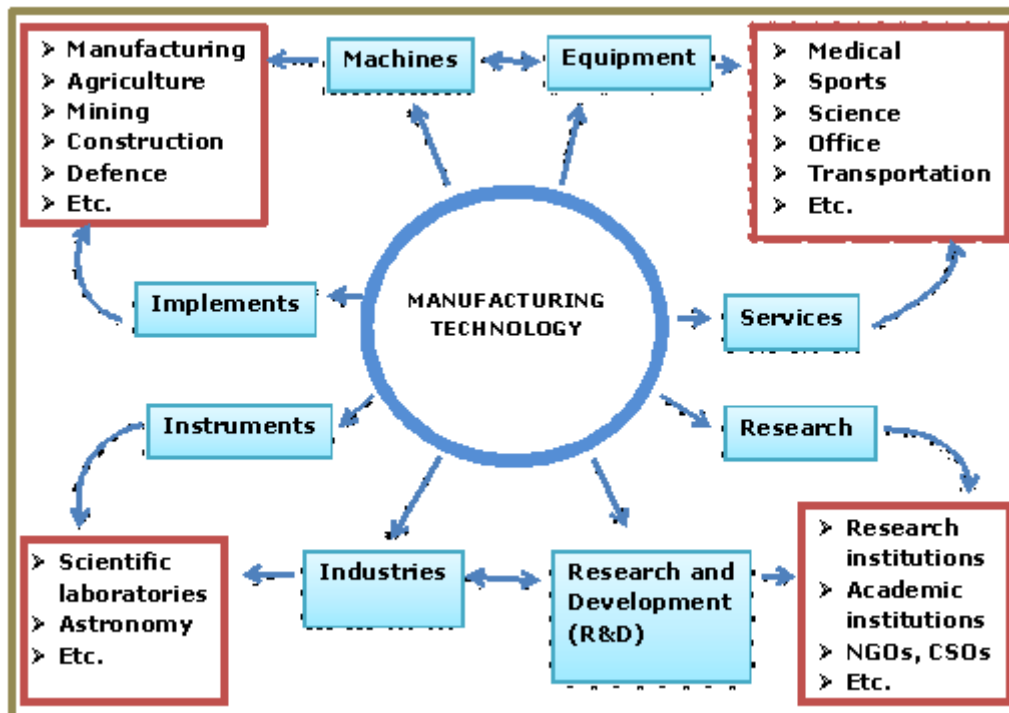 ➢ Manufacturing
➢ Agriculture
➢ Mining
➢ Construction
➢ Defence
➢ Etc.
Machines
Equipment
➢ Medical
➢ Sports
➢ Science
➢ Office
➢ Transportation
➢ Etc.
Implements
MANUFACTURING
TECHNOLOGY
Services
Instruments
Research
➢ Scientific
laboratories
➢ Astronomy
➢ Etc.
Industries
Research and
Development
(R&D)
➢ Research
institutions
➢ Academic
institutions
➢ NGOs, CSOs
➢ Etc.